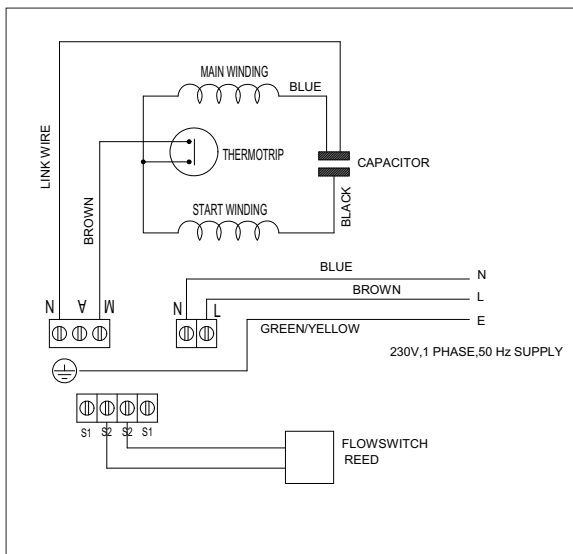 MAIN WINDING
BLUE
THERMOTRIP
CAPACITOR
LINK WIRE
BROWN
START WINDING
BLACK
BLUE
N
BROWN
L
N A M
N L
GREEN/YELLOW
E
230V,1 PHASE,50 Hz SUPPLY
S1 S2 S2 S1
FLOWSWITCH
REED